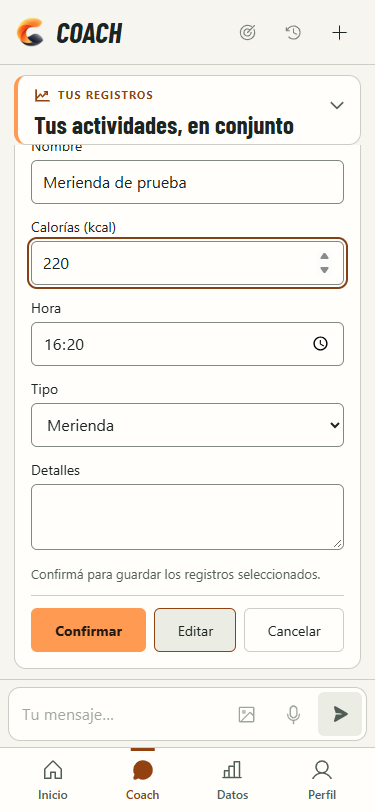 COACH
TUS REGISTROS
Tus actividades, en conjunto
Nombre
Merienda de prueba
Calorías (kcal)
220
Hora
16:20
Tipo
Merienda
Detalles
Confirmá para guardar los registros seleccionados.
Confirmar Editar Cancelar
Tu mensaje...
Inicio Coach Datos Perfil